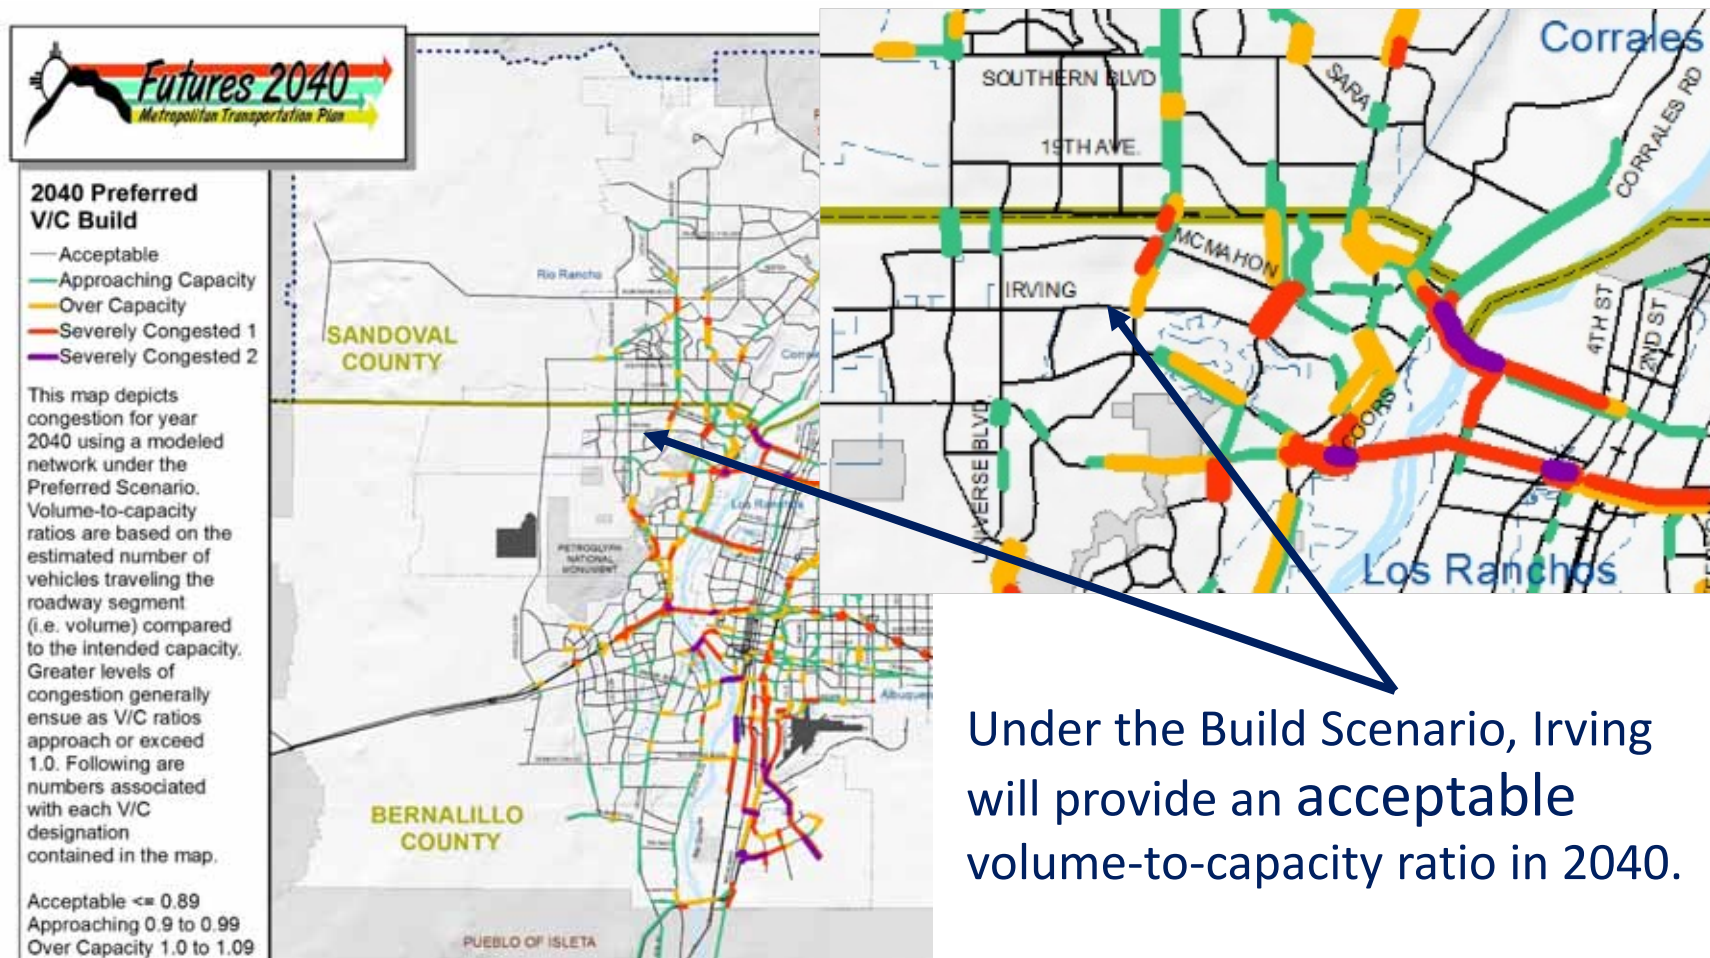 Futures 2040
Metropolitan Transportation Plan
2040 Preferred
V/C Build
Acceptable
Approaching Capacity
Over Capacity
Severely Congested 1
Severely Congested 2
This map depicts
congestion for year
2040 using a modeled
network under the
Preferred Scenario.
Volume-to-capacity
ratios are based on the
estimated number of
vehicles traveling the
roadway segment
(i.e. volume) compared
to the intended capacity.
Greater levels of
congestion generally
ensue as V/C ratios
approach or exceed
1.0. Following are
numbers associated
with each V/C
designation
contained in the map.
Acceptable <= 0.89
Approaching 0.9 to 0.99
Over Capacity 1.0 to 1.09
Rio Rancho
SANDOVAL
COUNTY
Los Ranchos
PETROGLYPH
NATIONAL
MONUMENT
BERNALILLO
COUNTY
PUEBLO OF ISLETA
Corrales
SOUTHERN BLVD
SARA
CORRALES RD
19TH AVE.
MCMAHON
IRVING
4TH ST
2ND ST
UNIVERSE BLVD
COORS
Los Ranchos
Under the Build Scenario, Irving
will provide an acceptable
volume-to-capacity ratio in 2040.